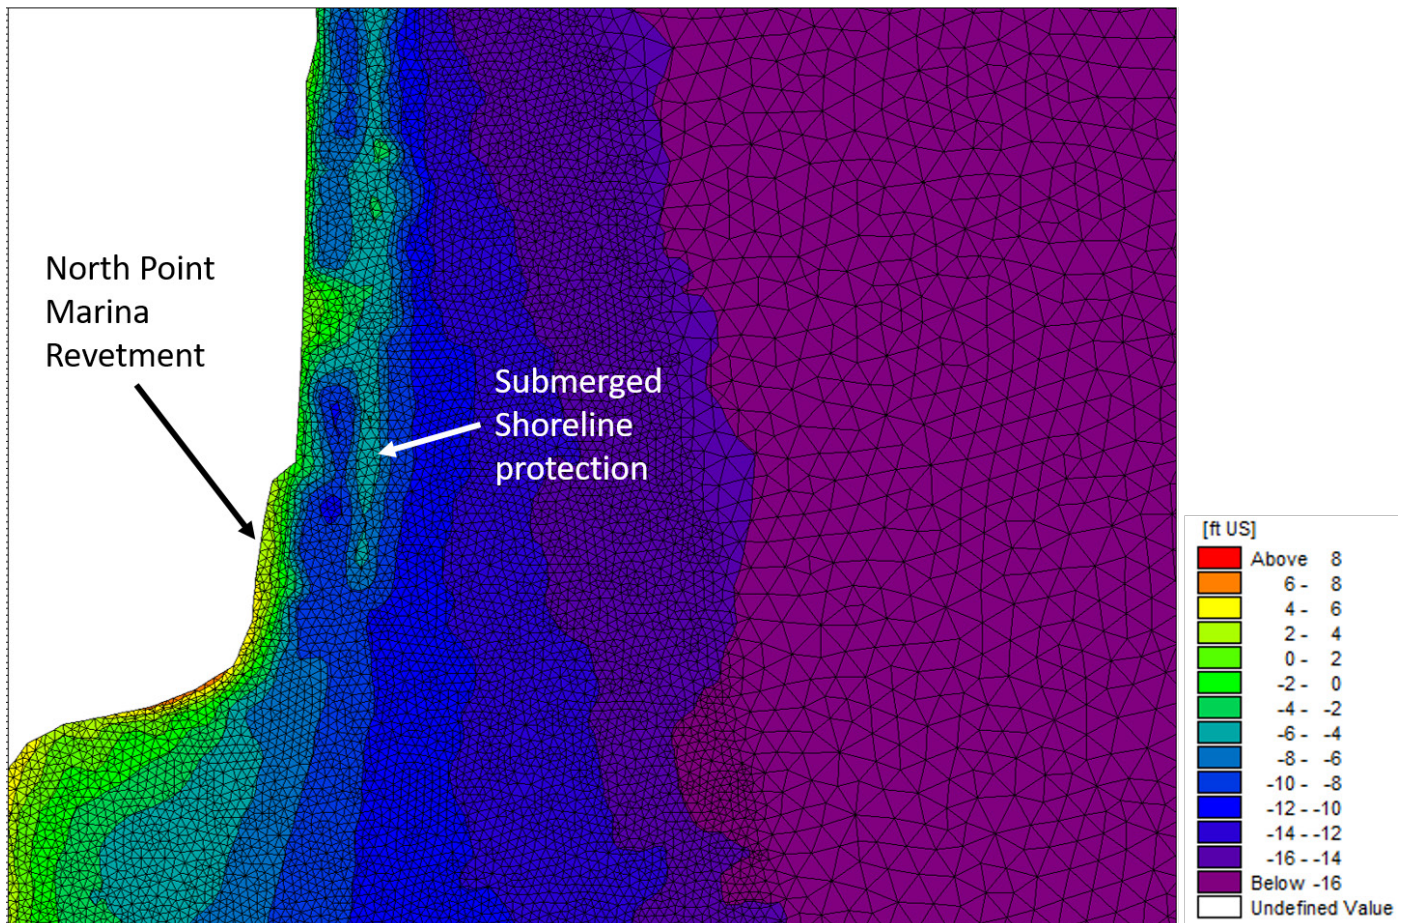 North Point
Marina
Revetment
Submerged
Shoreline
protection
[ft US]
Above 8
6 - 8
4 - 6
2 - 4
0 - 2
-2 - 0
-4 - -2
-6 - -4
-8 - -6
-10 - -8
-12 - -10
-14 - -12
-16 - -14
Below -16
Undefined Value